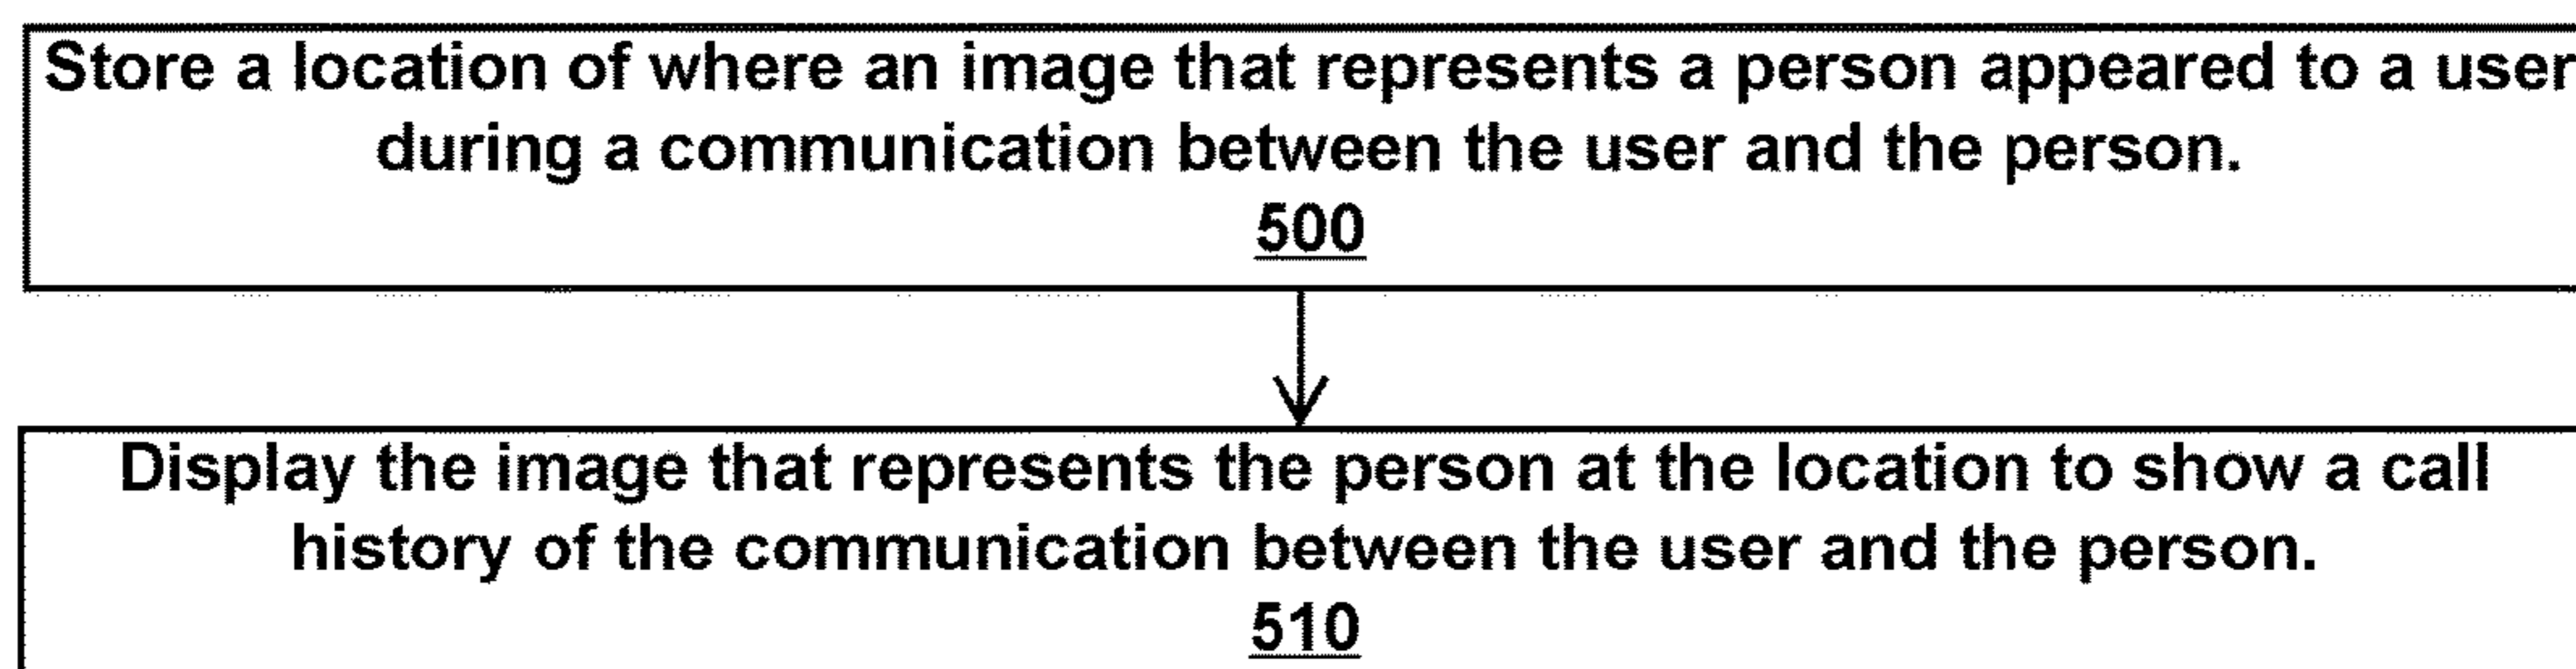 Store a location of where an image that represents a person appeared to a user
during a communication between the user and the person.
500
Display the image that represents the person at the location to show a call
history of the communication between the user and the person.
510